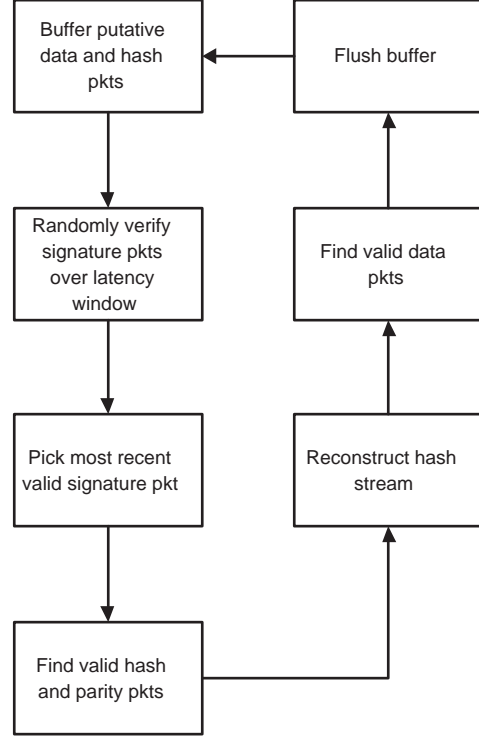 Buffer putative
data and hash
pkts
Flush buffer
Randomly verify
signature pkts
over latency
window
Find valid data
pkts
Pick most recent
valid signature pkt
Reconstruct hash
stream
Find valid hash
and parity pkts